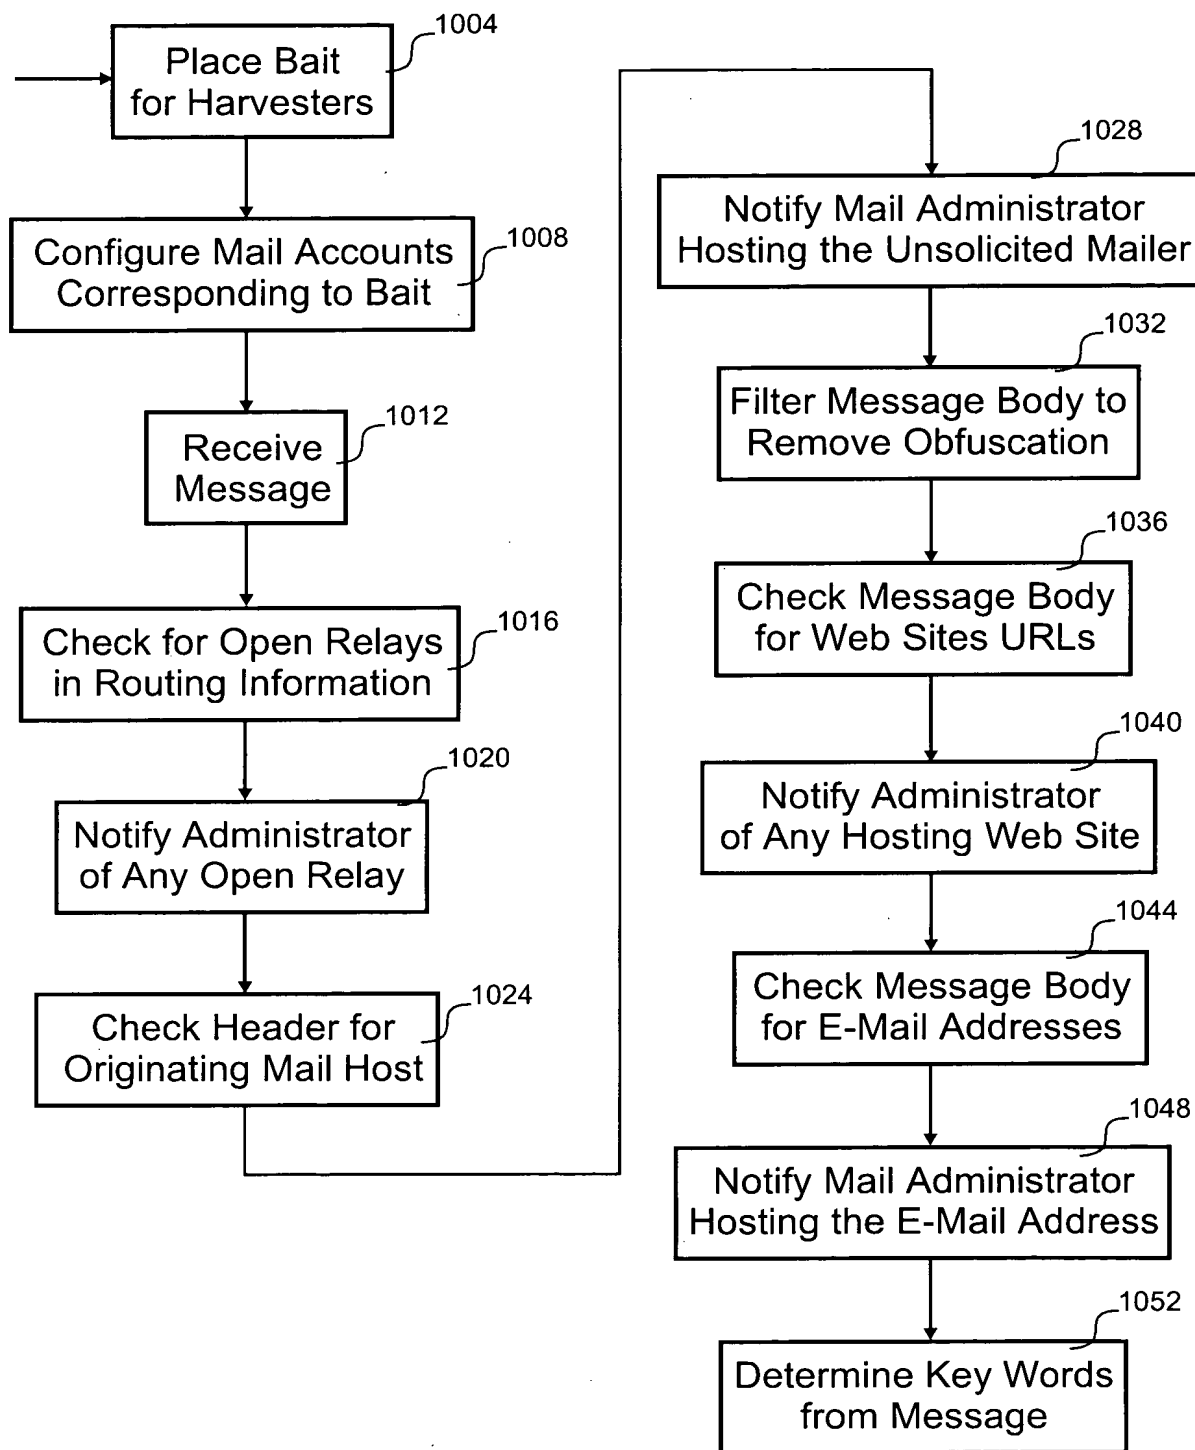 1004
Place Bait
for Harvesters
1008
Configure Mail Accounts
Corresponding to Bait
1012
Receive
Message
1016
Check for Open Relays
in Routing Information
1020
Notify Administrator
of Any Open Relay
1024
Check Header for
Originating Mail Host
1028
Notify Mail Administrator
Hosting the Unsolicited Mailer
1032
Filter Message Body to
Remove Obfuscation
1036
Check Message Body
for Web Sites URLs
1040
Notify Administrator
of Any Hosting Web Site
1044
Check Message Body
for E-Mail Addresses
1048
Notify Mail Administrator
Hosting the E-Mail Address
1052
Determine Key Words
from Message